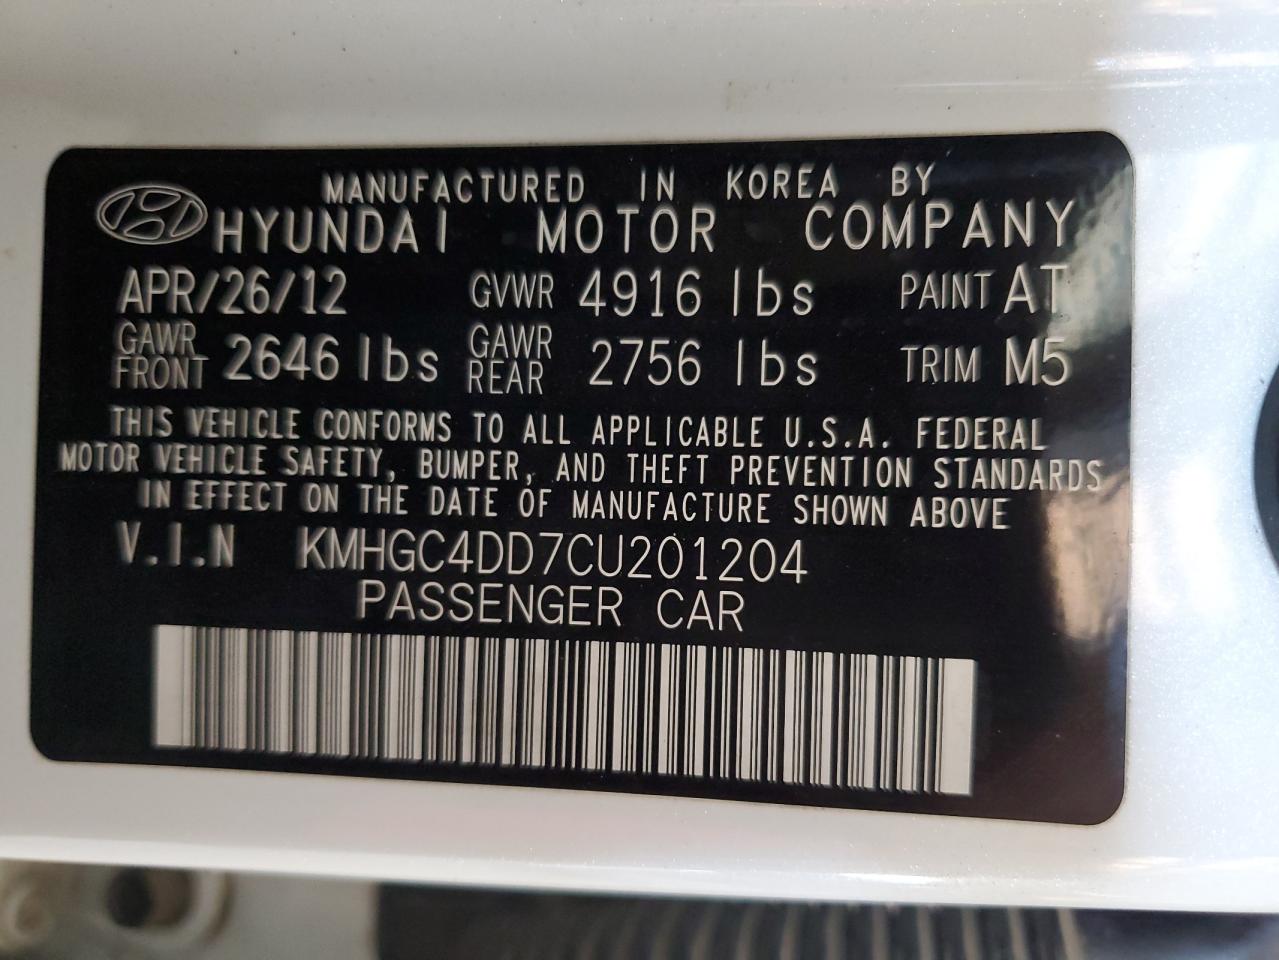 MANUFACTURED IN KOREA BY
HYUNDAI MOTOR COMPANY
APR/26/12 GVWR 4916 lbs PAINT AT
GAWR FRONT 2646 lbs GAWR REAR 2756 lbs TRIM M5
THIS VEHICLE CONFORMS TO ALL APPLICABLE U.S.A. FEDERAL
MOTOR VEHICLE SAFETY, BUMPER, AND THEFT PREVENTION STANDARDS
IN EFFECT ON THE DATE OF MANUFACTURE SHOWN ABOVE
V.I.N KMHGC4DD7CU201204
PASSENGER CAR